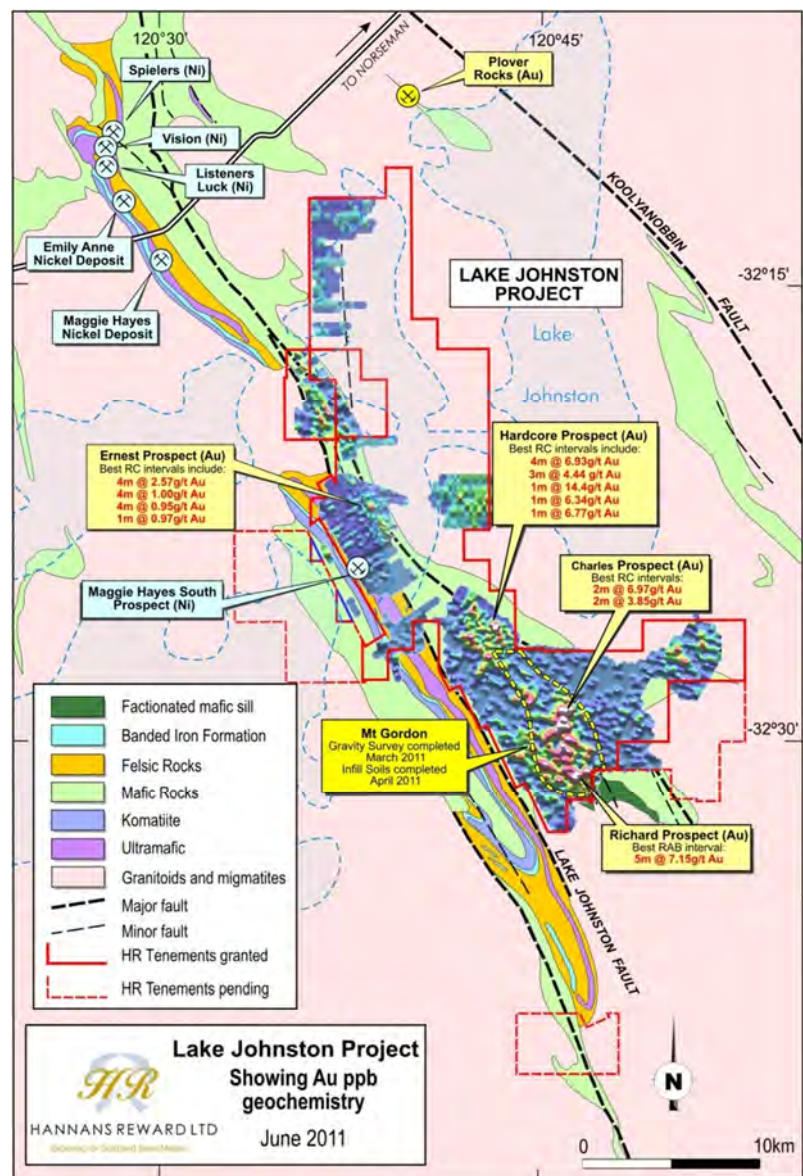 120º30'
120º45'
Spielers (Ni)
Vision (Ni)
Listeners
Luck (Ni)
Emily Anne
Nickel Deposit
Maggie Hayes
Nickel Deposit
TO NORSEMAN
Plover
Rocks (Au)
KOOLYANOBBIN
FAULT
LAKE JOHNSTON
PROJECT
-32º15'
Lake
Johnston
Ernest Prospect (Au)
Best RC intervals include:
4m @ 2.57g/t Au
4m @ 1.00g/t Au
4m @ 0.95g/t Au
1m @ 0.97g/t Au
Hardcore Prospect (Au)
Best RC intervals include:
4m @ 6.93g/t Au
3m @ 4.44 g/t Au
1m @ 14.4g/t Au
1m @ 6.34g/t Au
1m @ 6.77g/t Au
Charles Prospect (Au)
Best RC intervals:
2m @ 6.97g/t Au
2m @ 3.85g/t Au
Maggie Hayes South
Prospect (Ni)
Mt Gordon
Gravity Survey completed
March 2011
Infill Soils completed
April 2011
-32º30'
Richard Prospect (Au)
Best RAB interval:
5m @ 7.15g/t Au
LAKE JOHNSTON FAULT
Factionated mafic sill
Banded Iron Formation
Felsic Rocks
Mafic Rocks
Komatiite
Ultramafic
Granitoids and migmatites
Major fault
Minor fault
HR Tenements granted
HR Tenements pending
HR
HANNANS REWARD LTD
Lake Johnston Project
Showing Au ppb
geochemistry
June 2011
N
0
10km